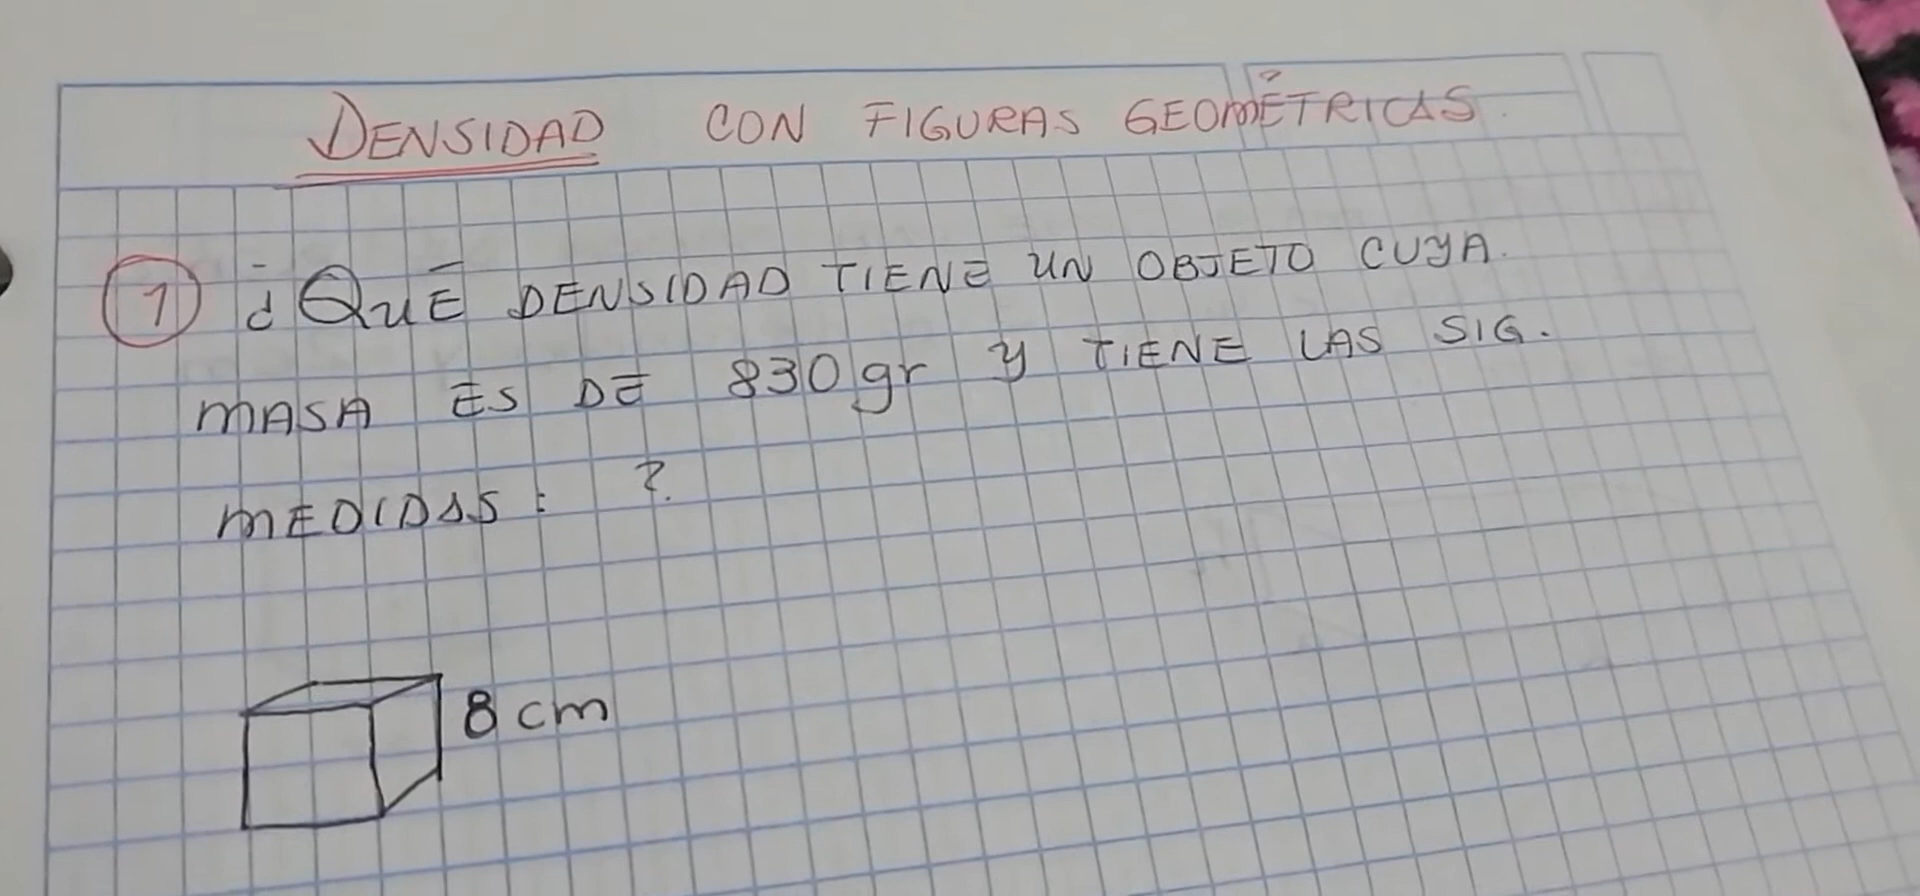 DENSIDAD CON FIGURAS GEOMÉTRICAS.
1 ¿QUÉ DENSIDAD TIENE UN OBJETO CUYA.
MASA ES DE 830 gr y TIENE LAS SIG.
MEDIDAS: ?
8 cm